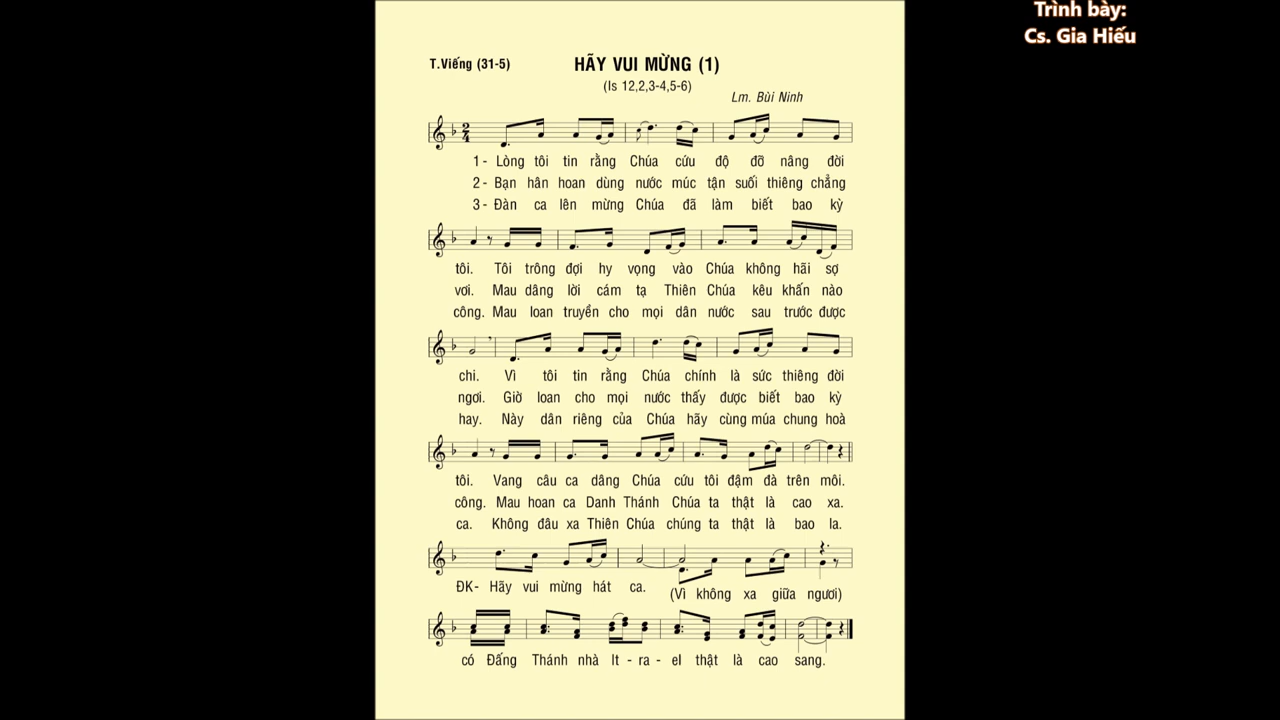 Trình bày:
Cs. Gia Hiếu
T.Viếng (31-5)
HÃY VUI MỪNG (1)
(Is 12,2,3-4,5-6)
Lm. Bùi Ninh
2
4
1- Lòng tôi tin rằng Chúa cứu độ đỡ nâng đời
2- Bạn hân hoan dùng nước múc tận suối thiêng chẳng
3- Đàn ca lên mừng Chúa đã làm biết bao kỳ
tôi. Tôi trông đợi hy vọng vào Chúa không hãi sợ
vơi. Mau dâng lời cám tạ Thiên Chúa kêu khấn nào
công. Mau loan truyền cho mọi dân nước sau trước được
chi. Vì tôi tin rằng Chúa chính là sức thiêng đời
ngơi. Giờ loan cho mọi nước thấy được biết bao kỳ
hay. Này dân riêng của Chúa hãy cùng múa chung hoà
tôi. Vang câu ca dâng Chúa cứu tôi đậm đà trên môi.
công. Mau hoan ca Danh Thánh Chúa ta thật là cao xa.
ca. Không đâu xa Thiên Chúa chúng ta thật là bao la.
ĐK- Hãy vui mừng hát ca. (Vì không xa giữa ngươi)
có Đấng Thánh nhà It - ra - el thật là cao sang.